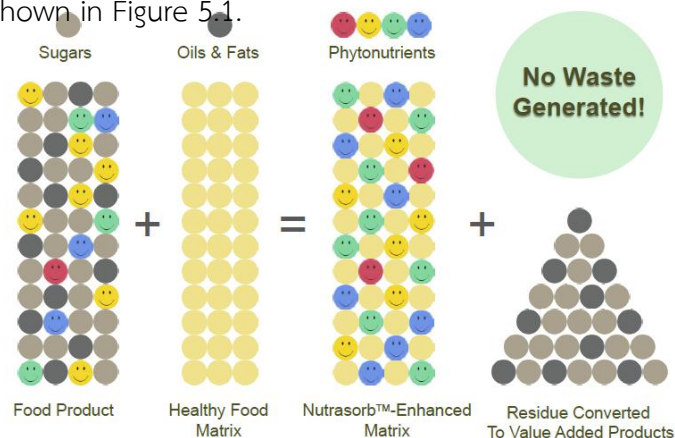 hown in Figure 5.1.
Sugars
Oils & Fats
Phytonutrients
No Waste
Generated!
+
=
+
Food Product
Healthy Food
Matrix
Nutrasorb™-Enhanced
Matrix
Residue Converted
To Value Added Products